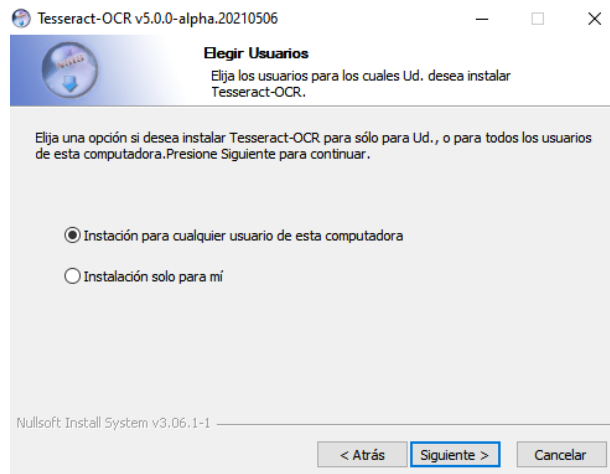 Tesseract-OCR v5.0.0-alpha.20210506
Elegir Usuarios
Elija los usuarios para los cuales Ud. desea instalar
Tesseract-OCR.
Elija una opción si desea instalar Tesseract-OCR para sólo para Ud., o para todos los usuarios
de esta computadora.Presione Siguiente para continuar.
Instación para cualquier usuario de esta computadora
Instalación solo para mí
Nullsoft Install System v3.06.1-1
< Atrás Siguiente > Cancelar